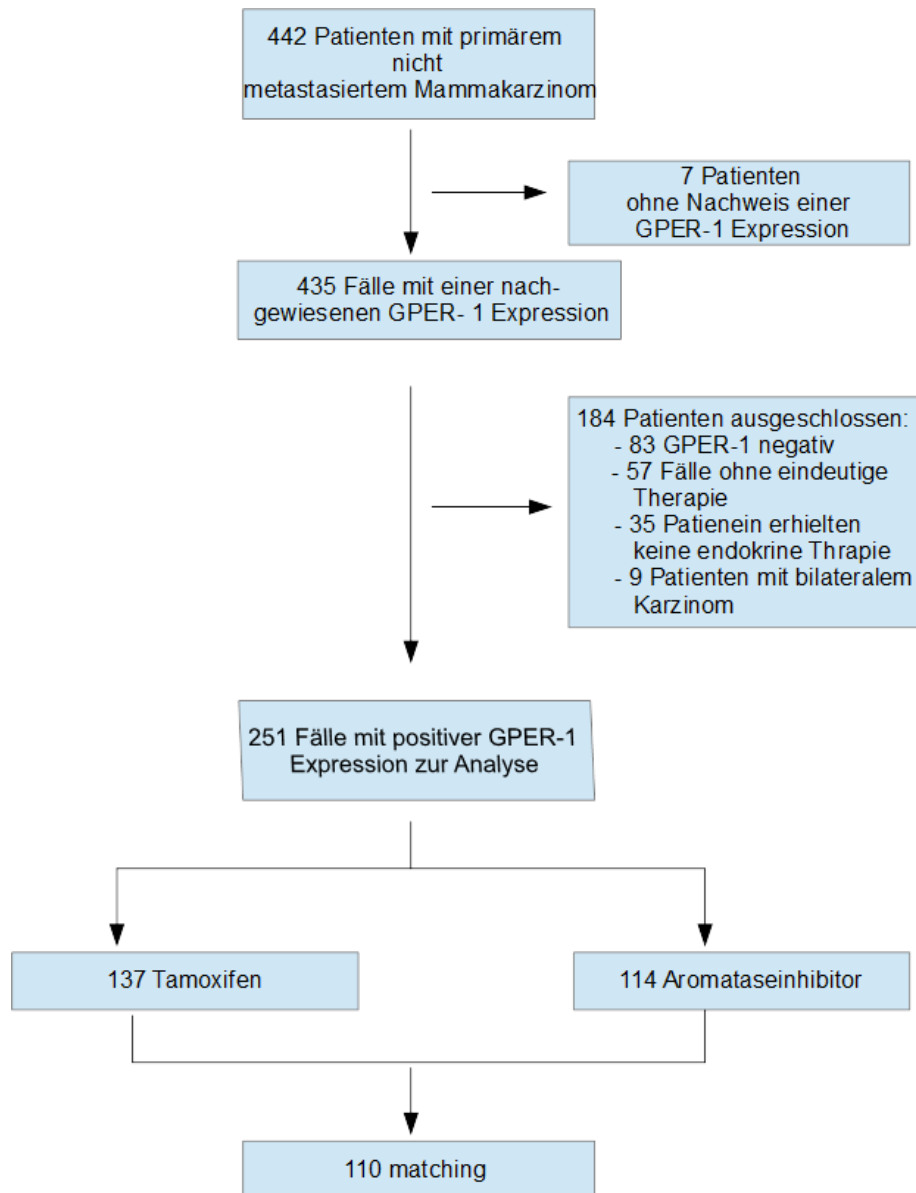 442 Patienten mit primärem
nicht
metastasiertem Mammakarzinom
7 Patienten
ohne Nachweis einer
GPER-1 Expression
435 Fälle mit einer nach-
gewiesenen GPER- 1 Expression
184 Patienten ausgeschlossen:
- 83 GPER-1 negativ
- 57 Fälle ohne eindeutige
Therapie
- 35 Patienein erhielten
keine endokrine Thrapie
- 9 Patienten mit bilateralem
Karzinom
251 Fälle mit positiver GPER-1
Expression zur Analyse
137 Tamoxifen
114 Aromataseinhibitor
110 matching